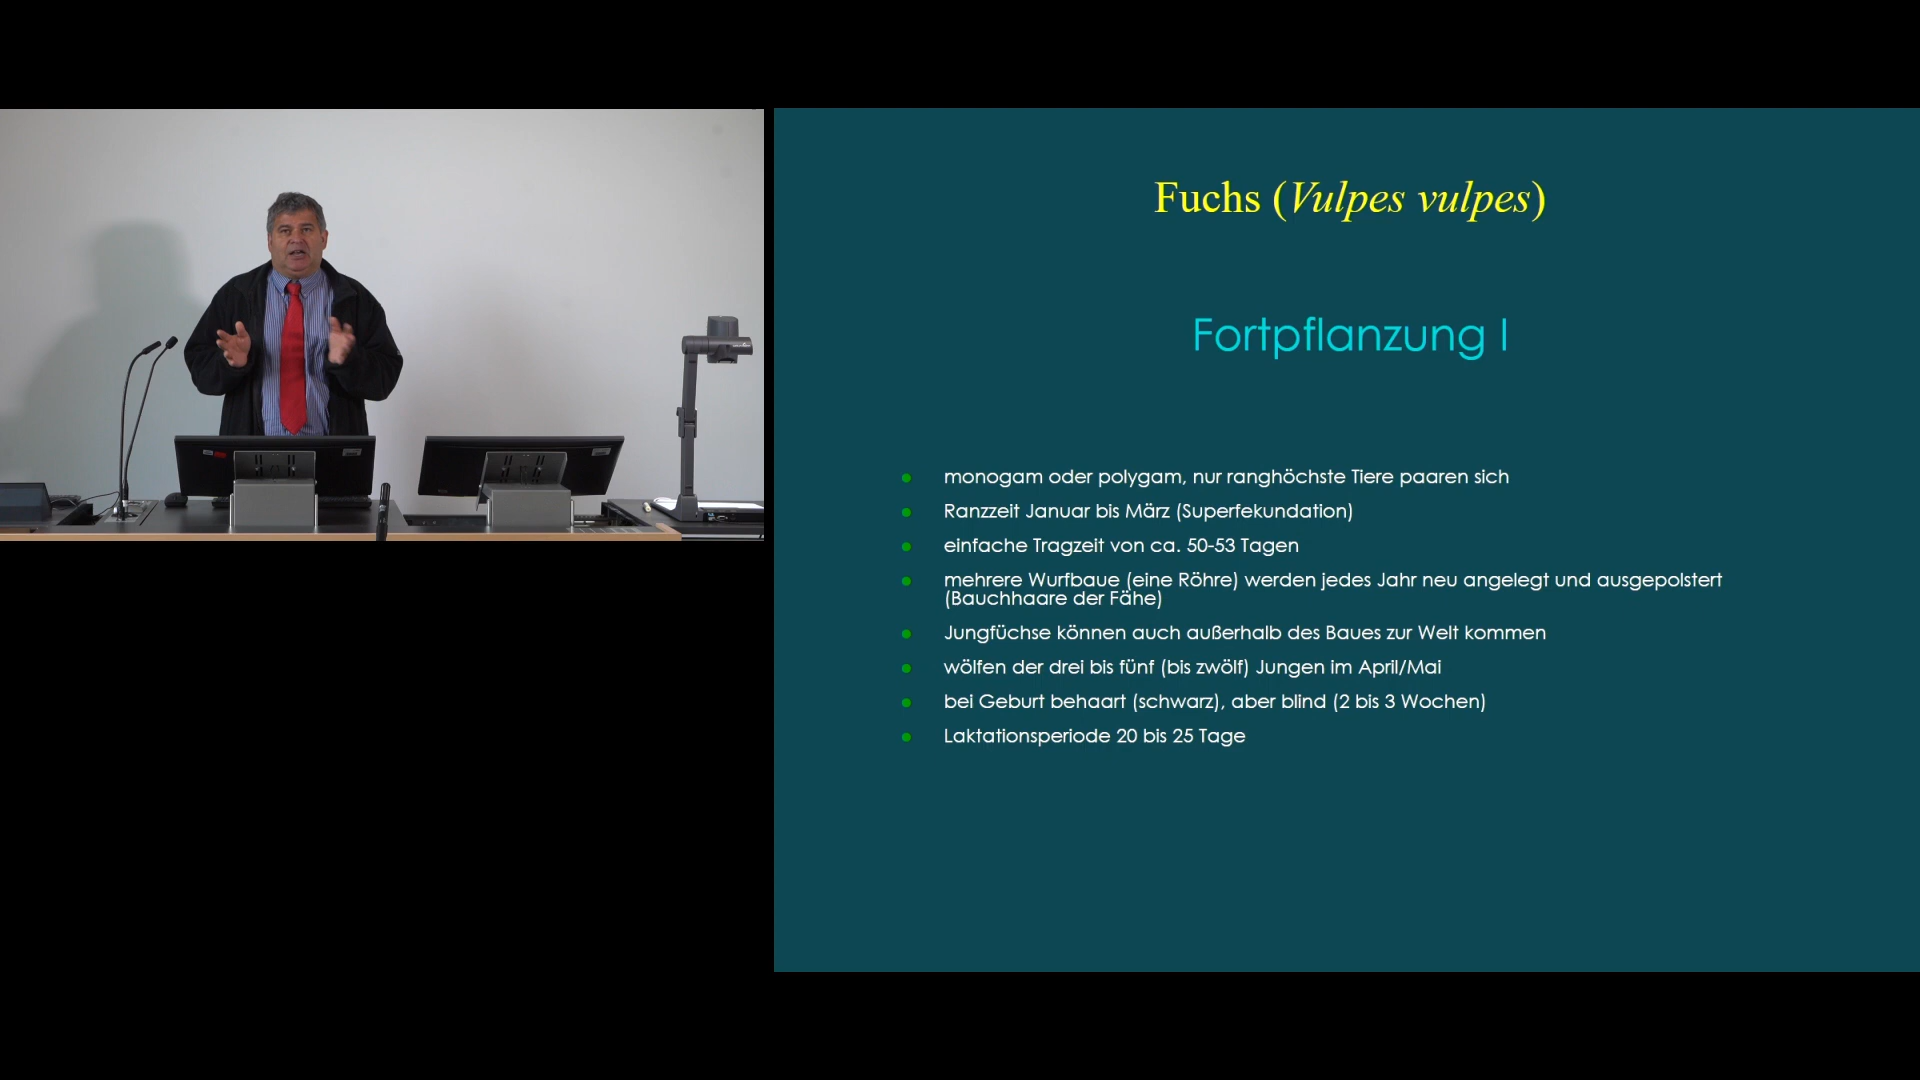 Fuchs (Vulpes vulpes)
Fortpflanzung I
monogam oder polygam, nur ranghöchste Tiere paaren sich
Ranzzeit Januar bis März (Superfekundation)
einfache Tragzeit von ca. 50-53 Tagen
mehrere Wurfbaue (eine Röhre) werden jedes Jahr neu angelegt und ausgepolstert
(Bauchhaare der Fähe)
Jungfüchse können auch außerhalb des Baues zur Welt kommen
wölfen der drei bis fünf (bis zwölf) Jungen im April/Mai
bei Geburt behaart (schwarz), aber blind (2 bis 3 Wochen)
Laktationsperiode 20 bis 25 Tage